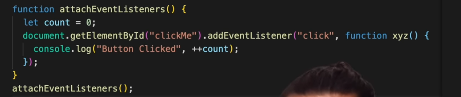 function attachEventListeners() {
  let count = 0;
  document.getElementById("clickMe").addEventListener("click", function xyz() {
    console.log("Button Clicked", ++count);
  });
}
attachEventListeners();